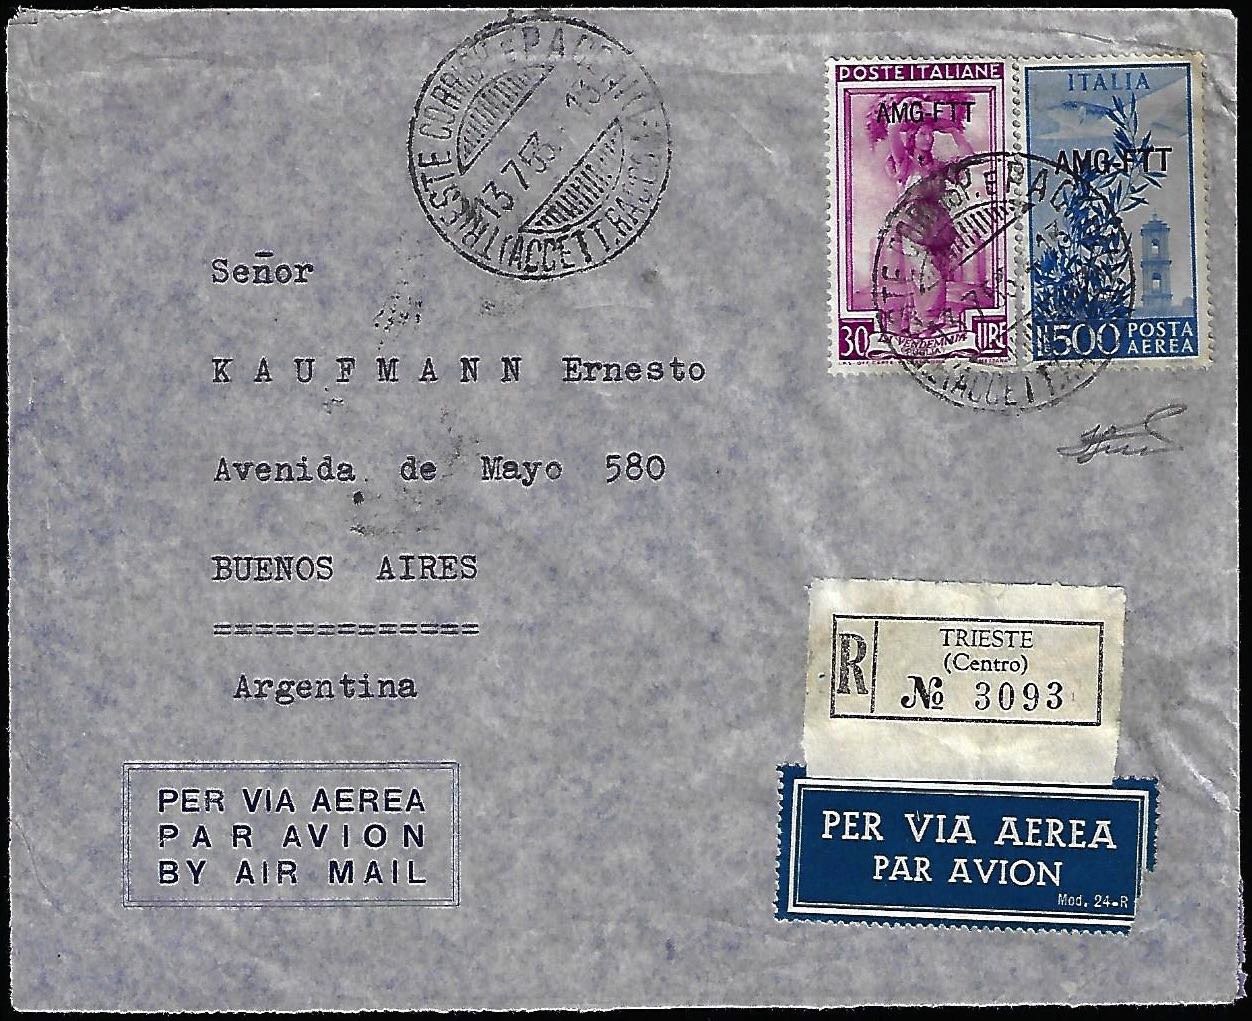 TRIESTE CORRISP. PACCHI
13 7 53 · 13
(ACCETT. RACC.)
POSTE ITALIANE
AMG-FTT
30 LIRE
LA VENDEMMIA
PUGLIA
ITALIA
AMG-FTT
L.500 POSTA
AEREA
Señor
KAUFMANN Ernesto
Avenida de Mayo 580
BUENOS AIRES
=============
Argentina
R
TRIESTE
(Centro)
№ 3093
PER VIA AEREA
PAR AVION
BY AIR MAIL
PER VIA AEREA
PAR AVION
Mod. 24-R